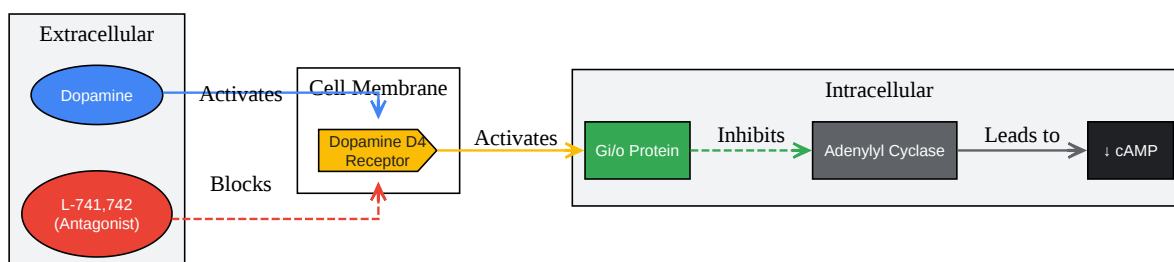 Extracellular
Dopamine
L-741,742
(Antagonist)
Activates
Blocks
Cell Membrane
Dopamine D4
Receptor
Activates
Intracellular
Gi/o Protein
Inhibits
Adenylyl Cyclase
Leads to
↓ cAMP